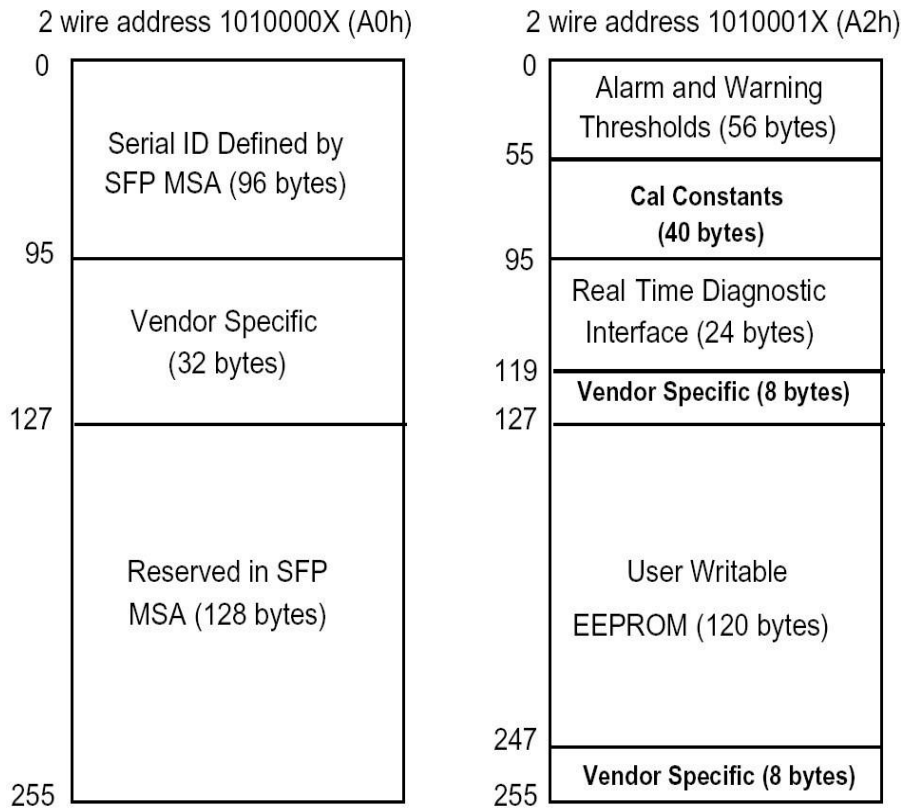 2 wire address 1010000X (A0h)
0
Serial ID Defined by
SFP MSA (96 bytes)
95
Vendor Specific
(32 bytes)
127
Reserved in SFP
MSA (128 bytes)
255
2 wire address 1010001X (A2h)
0
Alarm and Warning
Thresholds (56 bytes)
55
Cal Constants
(40 bytes)
95
Real Time Diagnostic
Interface (24 bytes)
119
Vendor Specific (8 bytes)
127
User Writable
EEPROM (120 bytes)
247
Vendor Specific (8 bytes)
255